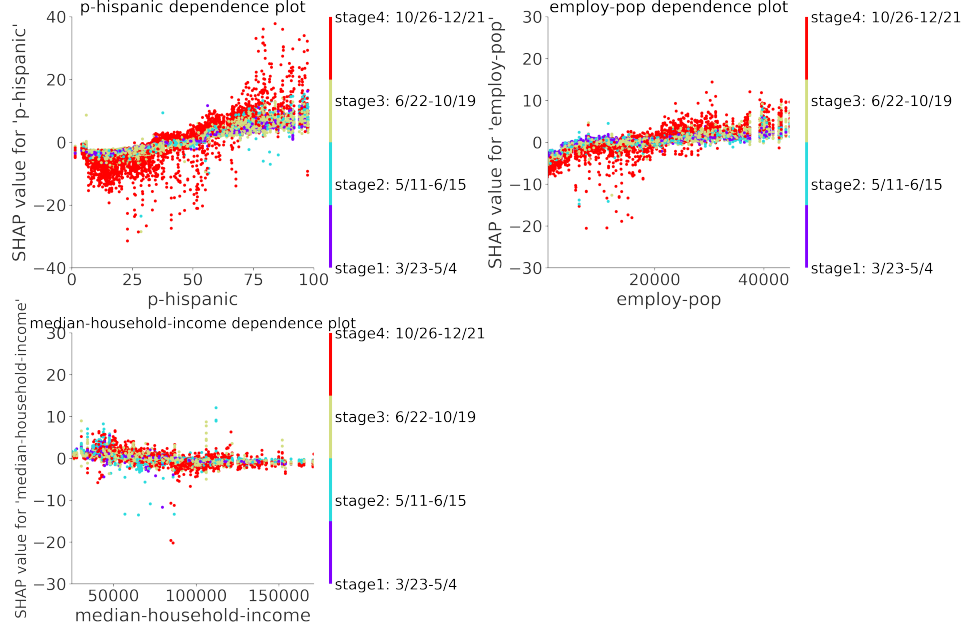 p-hispanic dependence plot
SHAP value for 'p-hispanic'
40
20
0
−20
−40
0
25
50
75
100
p-hispanic
stage4: 10/26-12/21
stage3: 6/22-10/19
stage2: 5/11-6/15
stage1: 3/23-5/4
employ-pop dependence plot
SHAP value for 'employ-pop'
30
20
10
0
−10
−20
−30
20000
40000
employ-pop
stage4: 10/26-12/21
stage3: 6/22-10/19
stage2: 5/11-6/15
stage1: 3/23-5/4
median-household-income dependence plot
SHAP value for 'median-household-income'
30
20
10
0
−10
−20
−30
50000
100000
150000
median-household-income
stage4: 10/26-12/21
stage3: 6/22-10/19
stage2: 5/11-6/15
stage1: 3/23-5/4